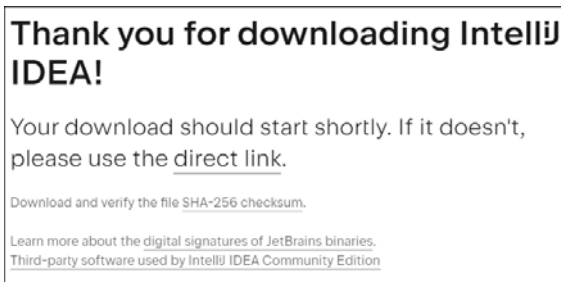 Thank you for downloading IntelliJ
IDEA!
Your download should start shortly. If it doesn't,
please use the direct link.
Download and verify the file SHA-256 checksum.
Learn more about the digital signatures of JetBrains binaries.
Third-party software used by IntelliJ IDEA Community Edition